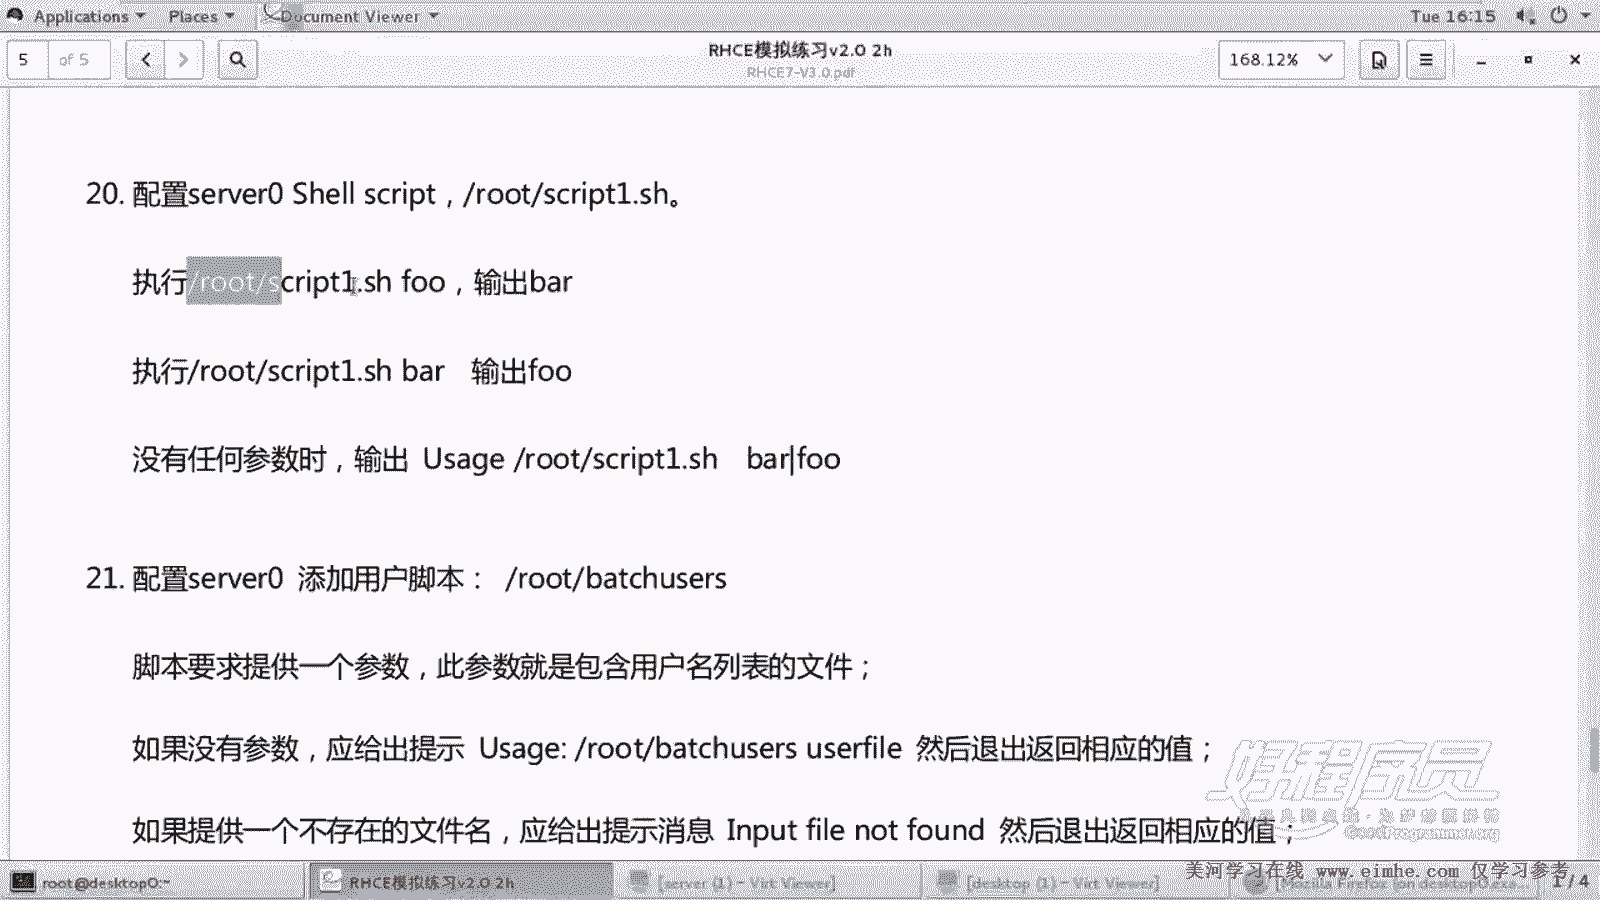 Applications Places Document Viewer Tue 16:15
5 of 5 RHCE模拟练习v2.0 2h 168.12%
RHCE7-V3.0.pdf
20. 配置server0 Shell script，/root/script1.sh。
执行/root/script1.sh foo，输出bar
执行/root/script1.sh bar 输出foo
没有任何参数时，输出 Usage /root/script1.sh bar|foo
21. 配置server0 添加用户脚本： /root/batchusers
脚本要求提供一个参数，此参数就是包含用户名列表的文件；
如果没有参数，应给出提示 Usage: /root/batchusers userfile 然后退出返回相应的值；
如果提供一个不存在的文件名，应给出提示消息 Input file not found 然后退出返回相应的值；
好程序员
GoodProgrammer.org
美河学习在线 www.eimhe.com 仅学习参考
root@desktop0:~ RHCE模拟练习v2.0 2h [server (1) – Virt Viewer] [desktop (1) – Virt Viewer] [Mozilla Firefox (on desktop0.exa... 1 / 4